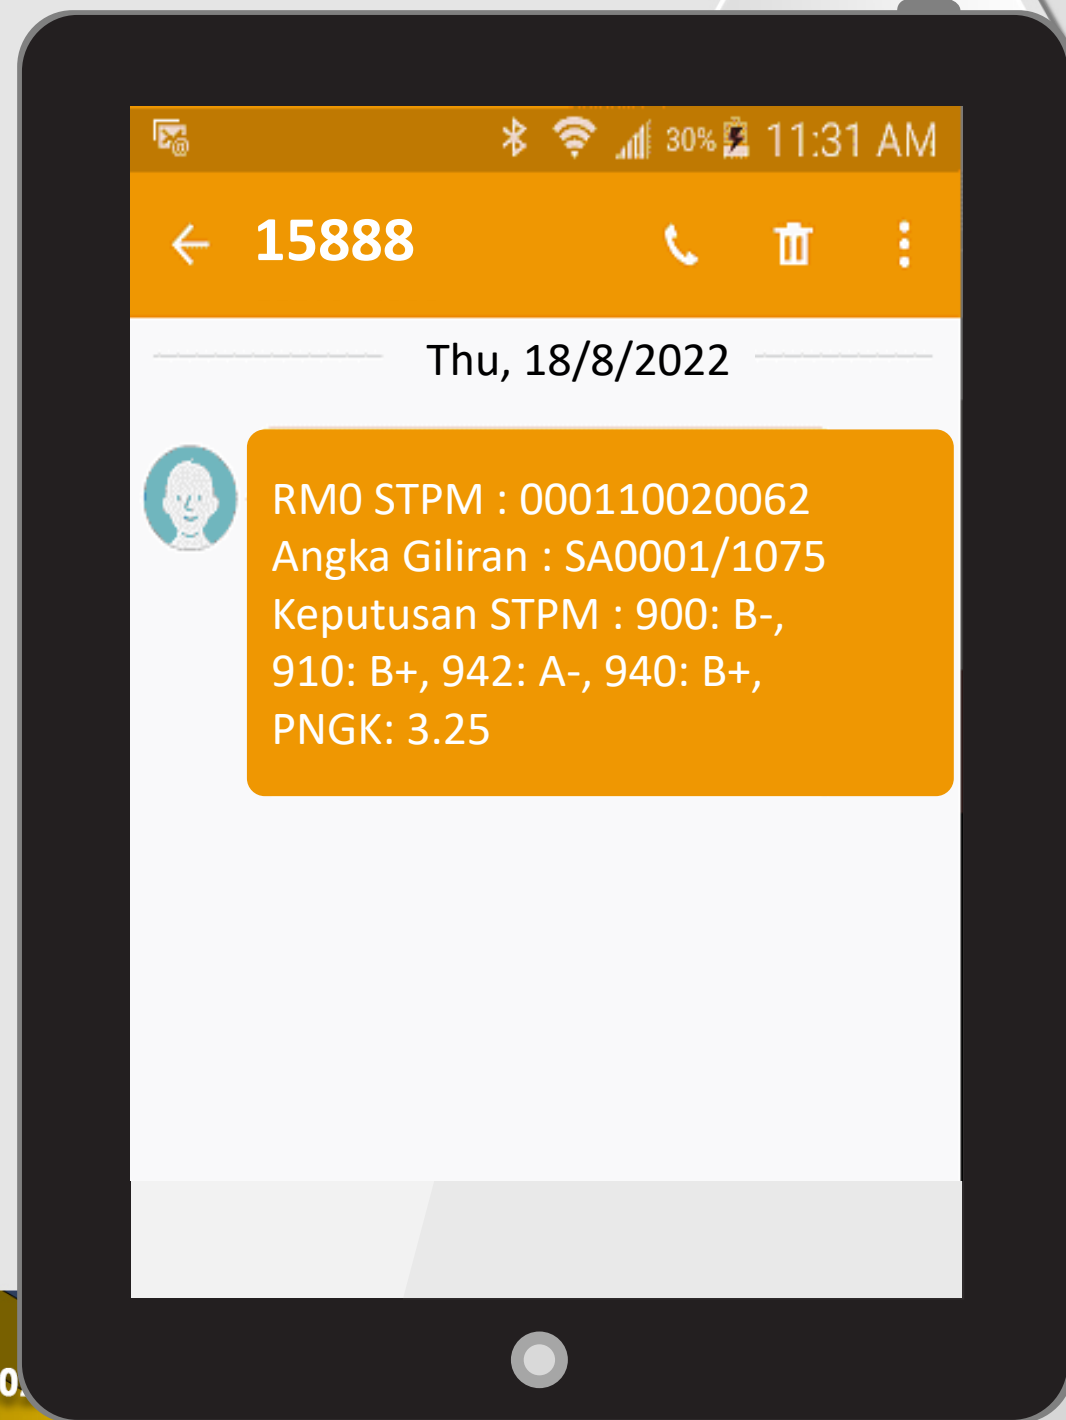 30% 11:31 AM
15888
Thu, 18/8/2022
RM0 STPM : 000110020062
Angka Giliran : SA0001/1075
Keputusan STPM : 900: B-,
910: B+, 942: A-, 940: B+,
PNGK: 3.25